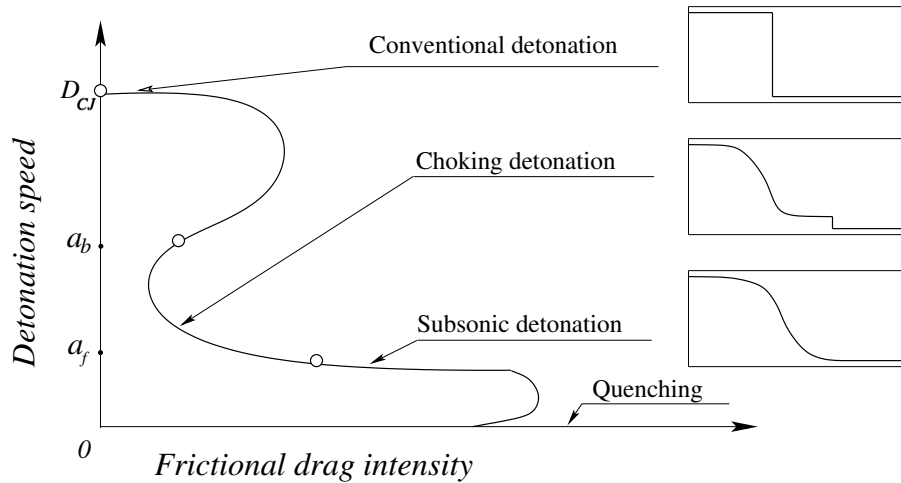 Conventional detonation
D_CJ
Choking detonation
Detonation speed
a_b
Subsonic detonation
a_f
Quenching
0
Frictional drag intensity